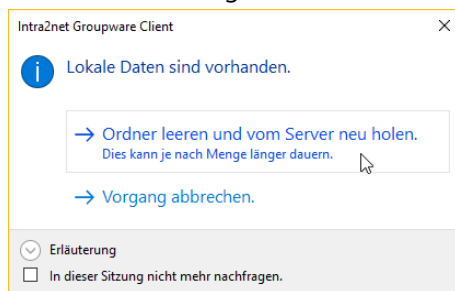 Intra2net Groupware Client
Lokale Daten sind vorhanden.
Ordner leeren und vom Server neu holen.
Dies kann je nach Menge länger dauern.
Vorgang abbrechen.
Erläuterung
In dieser Sitzung nicht mehr nachfragen.